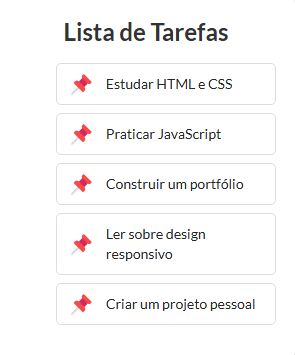 Lista de Tarefas
Estudar HTML e CSS
Praticar JavaScript
Construir um portfólio
Ler sobre design
responsivo
Criar um projeto pessoal